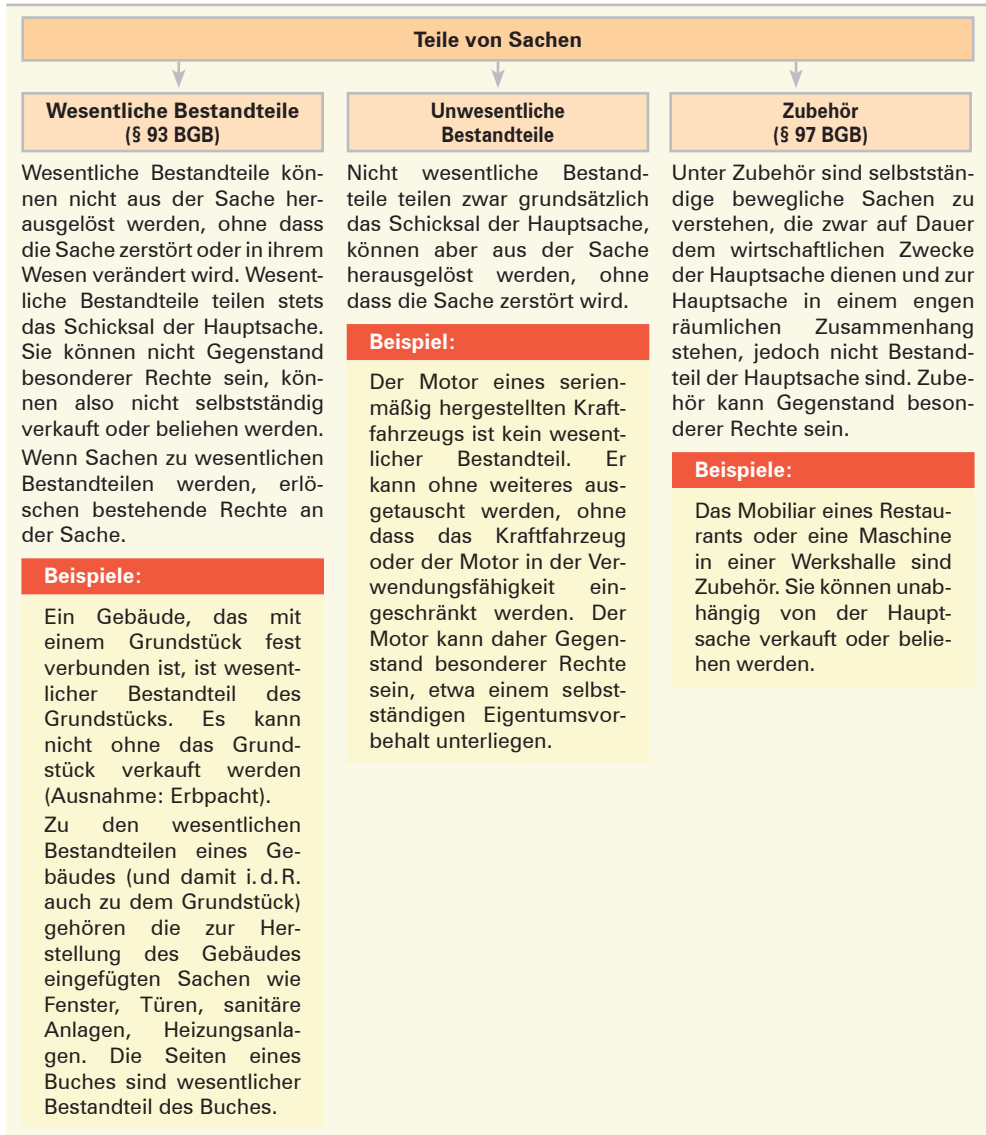 Teile von Sachen
Wesentliche Bestandteile
(§ 93 BGB)
Wesentliche Bestandteile kön-
nen nicht aus der Sache her-
ausgelöst werden, ohne dass
die Sache zerstört oder in ihrem
Wesen verändert wird. Wesent-
liche Bestandteile teilen stets
das Schicksal der Hauptsache.
Sie können nicht Gegenstand
besonderer Rechte sein, kön-
nen also nicht selbstständig
verkauft oder beliehen werden.
Wenn Sachen zu wesentlichen
Bestandteilen werden, erlö-
schen bestehende Rechte an
der Sache.
Beispiele:
Ein Gebäude, das mit
einem Grundstück fest
verbunden ist, ist wesent-
licher Bestandteil des
Grundstücks. Es kann
nicht ohne das Grund-
stück verkauft werden
(Ausnahme: Erbpacht).
Zu den wesentlichen
Bestandteilen eines Ge-
bäudes (und damit i.d.R.
auch zu dem Grundstück)
gehören die zur Her-
stellung des Gebäudes
eingefügten Sachen wie
Fenster, Türen, sanitäre
Anlagen, Heizungsanla-
gen. Die Seiten eines
Buches sind wesentlicher
Bestandteil des Buches.
Unwesentliche
Bestandteile
Nicht wesentliche Bestand-
teile teilen zwar grundsätzlich
das Schicksal der Hauptsache,
können aber aus der Sache
herausgelöst werden, ohne
dass die Sache zerstört wird.
Beispiel:
Der Motor eines serien-
mäßig hergestellten Kraft-
fahrzeugs ist kein wesent-
licher Bestandteil. Er
kann ohne weiteres aus-
getauscht werden, ohne
dass das Kraftfahrzeug
oder der Motor in der Ver-
wendungsfähigkeit ein-
geschränkt werden. Der
Motor kann daher Gegen-
stand besonderer Rechte
sein, etwa einem selbst-
ständigen Eigentumsvor-
behalt unterliegen.
Zubehör
(§ 97 BGB)
Unter Zubehör sind selbststän-
dige bewegliche Sachen zu
verstehen, die zwar auf Dauer
dem wirtschaftlichen Zwecke
der Hauptsache dienen und zur
Hauptsache in einem engen
räumlichen Zusammenhang
stehen, jedoch nicht Bestand-
teil der Hauptsache sind. Zube-
hör kann Gegenstand beson-
derer Rechte sein.
Beispiele:
Das Mobiliar eines Restau-
rants oder eine Maschine
in einer Werkshalle sind
Zubehör. Sie können unab-
hängig von der Haupt-
sache verkauft oder belie-
hen werden.